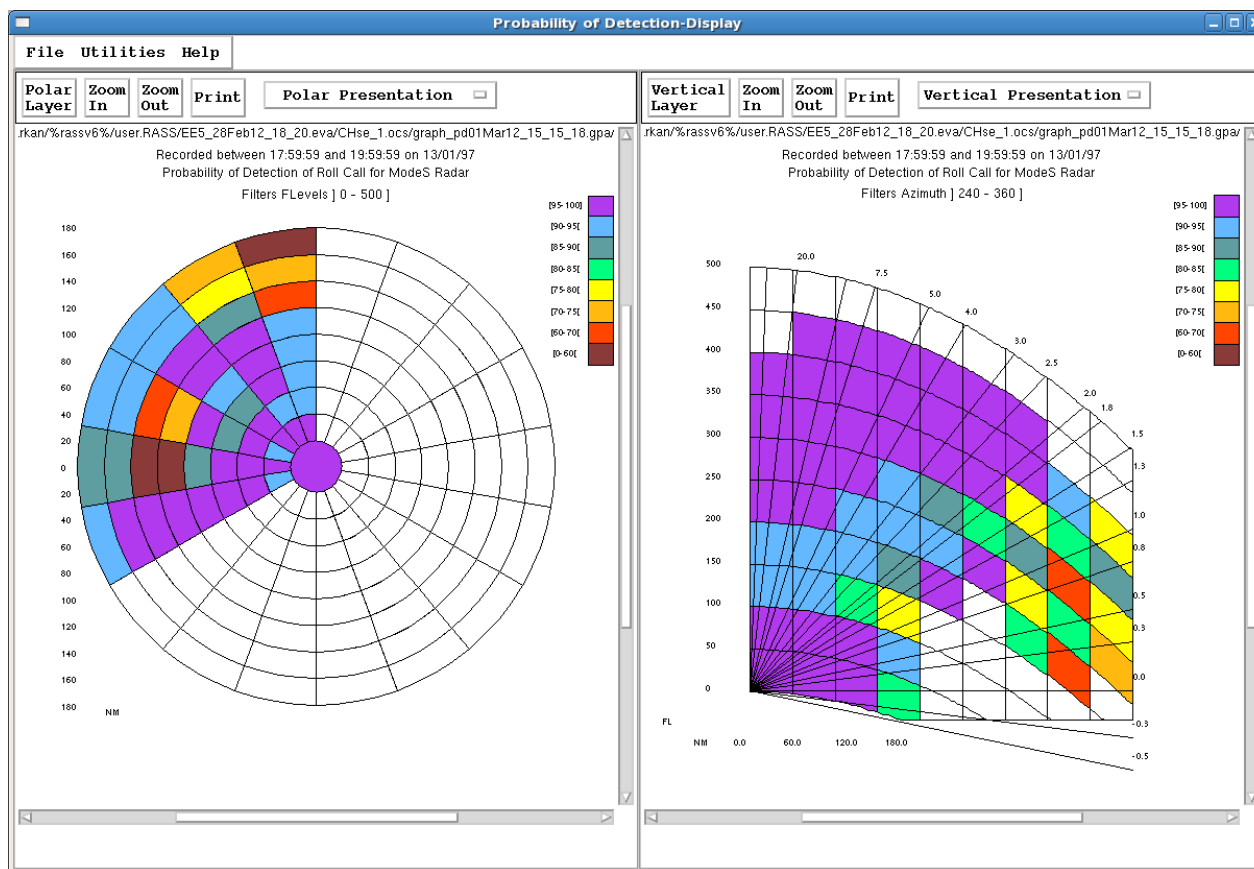 Probability of Detection-Display
File Utilities Help
Polar Layer
Zoom In
Zoom Out
Print
Polar Presentation
.rkan/%rassv6%/user.RASS/EE5_28Feb12_18_20.eva/CHse_1.ocs/graph_pd01Mar12_15_15_18.gpa/
Recorded between 17:59:59 and 19:59:59 on 13/01/97
Probability of Detection of Roll Call for ModeS Radar
Filters FLevels ] 0 - 500 ]
[95-100]
[90-95[
[85-90[
[80-85[
[75-80[
[70-75[
[60-70[
[0-60[
180
160
140
120
100
80
60
40
20
0
20
40
60
80
100
120
140
160
180
NM
Vertical Layer
Zoom In
Zoom Out
Print
Vertical Presentation
.rkan/%rassv6%/user.RASS/EE5_28Feb12_18_20.eva/CHse_1.ocs/graph_pd01Mar12_15_15_18.gpa/
Recorded between 17:59:59 and 19:59:59 on 13/01/97
Probability of Detection of Roll Call for ModeS Radar
Filters Azimuth ] 240 - 360 ]
[95-100]
[90-95[
[85-90[
[80-85[
[75-80[
[70-75[
[60-70[
[0-60[
500
450
400
350
300
250
200
150
100
50
0
20.0
7.5
5.0
4.0
3.0
2.5
2.0
1.8
1.5
1.3
1.0
0.8
0.5
0.3
0.0
-0.3
-0.5
FL
NM 0.0 60.0 120.0 180.0